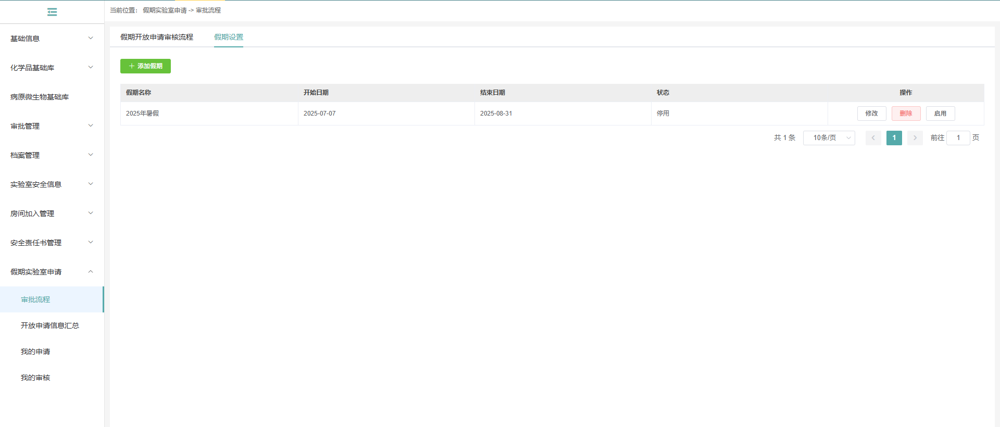 当前位置： 假期实验室申请 -> 审批流程
基础信息
化学品基础库
病原微生物基础库
审批管理
档案管理
实验室安全信息
房间加入管理
安全责任书管理
假期实验室申请
审批流程
开放申请信息汇总
我的申请
我的审核
假期开放申请审核流程 假期设置
添加假期
假期名称 开始日期 结束日期 状态 操作
2025年暑假 2025-07-07 2025-08-31 停用 修改 删除 启用
共 1 条 10条/页 1 前往 1 页